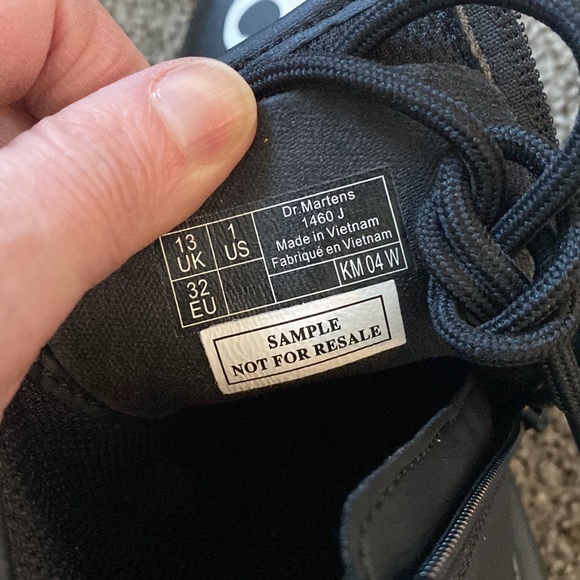 13 UK
1 US
32 EU
Dr.Martens
1460 J
Made in Vietnam
Fabriqué en Vietnam
KM 04 W
SAMPLE
NOT FOR RESALE